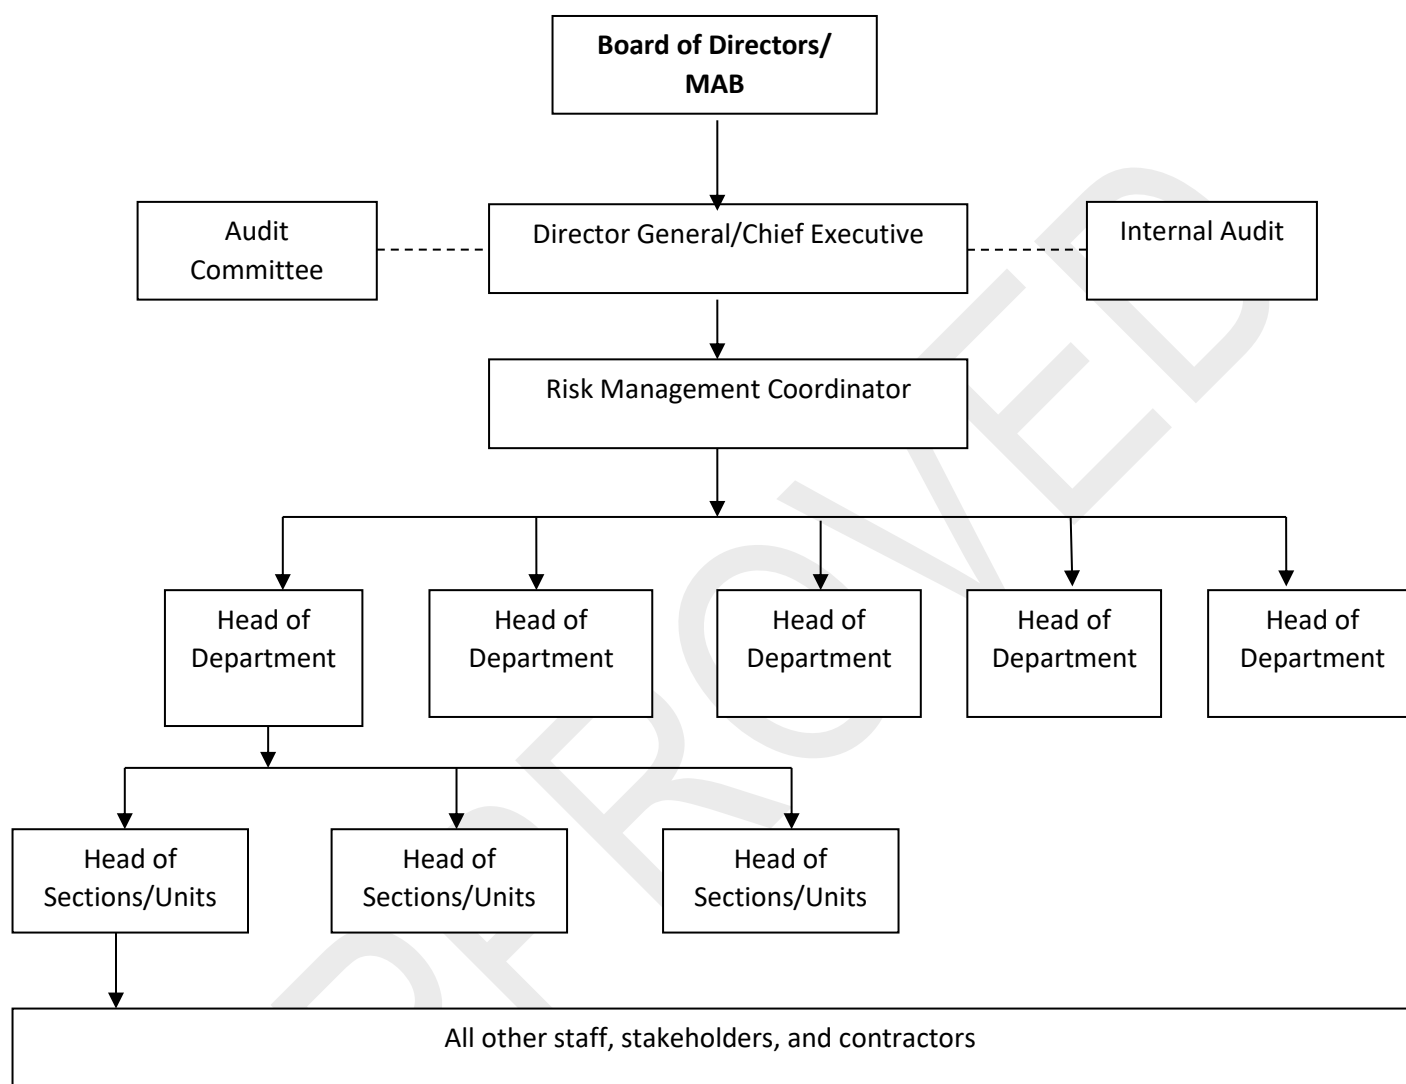 Board of Directors/
MAB
Audit
Committee
Director General/Chief Executive
Internal Audit
Risk Management Coordinator
Head of
Department
Head of
Department
Head of
Department
Head of
Department
Head of
Department
Head of
Sections/Units
Head of
Sections/Units
Head of
Sections/Units
All other staff, stakeholders, and contractors
PPROVED